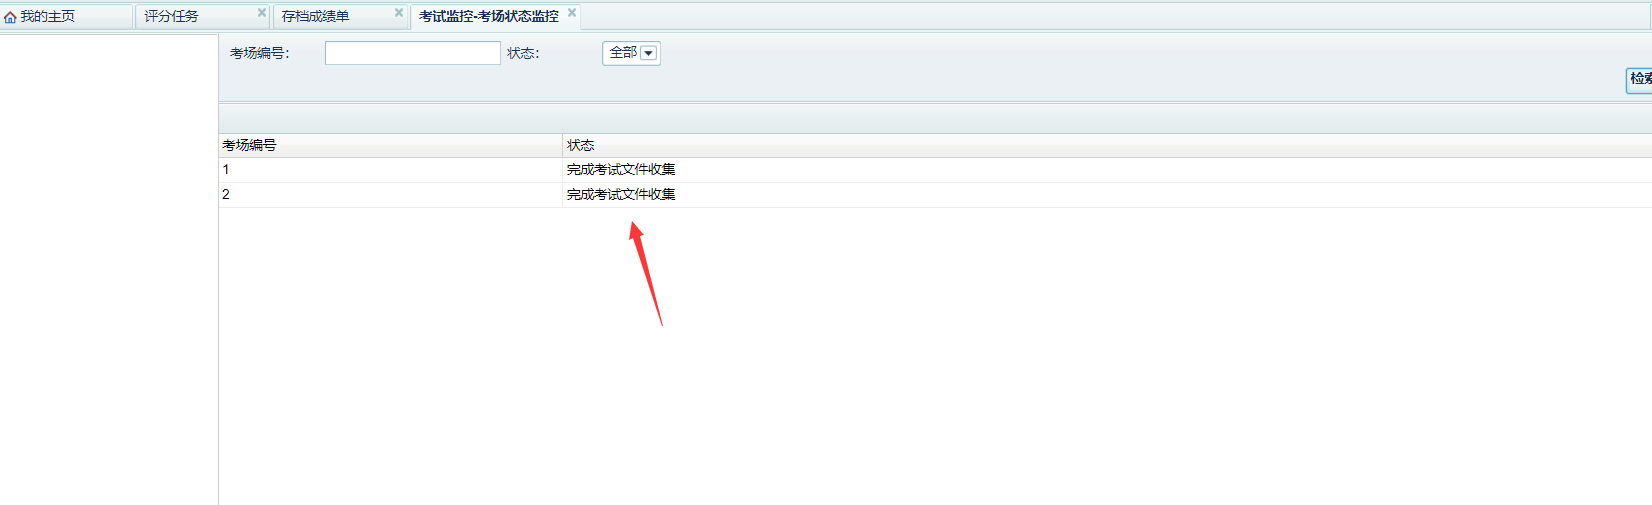 我的主页 评分任务 存档成绩单 考试监控-考场状态监控
考场编号: 状态: 全部
检索
考场编号 状态
1 完成考试文件收集
2 完成考试文件收集